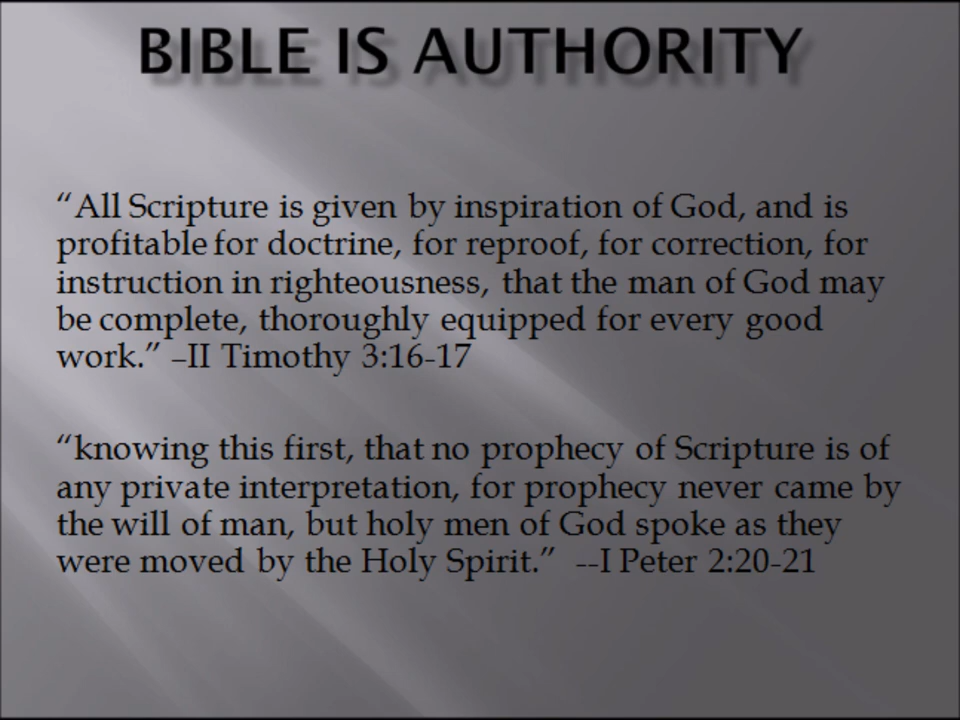 BIBLE IS AUTHORITY
“All Scripture is given by inspiration of God, and is
profitable for doctrine, for reproof, for correction, for
instruction in righteousness, that the man of God may
be complete, thoroughly equipped for every good
work.” –II Timothy 3:16-17
“knowing this first, that no prophecy of Scripture is of
any private interpretation, for prophecy never came by
the will of man, but holy men of God spoke as they
were moved by the Holy Spirit.” --I Peter 2:20-21